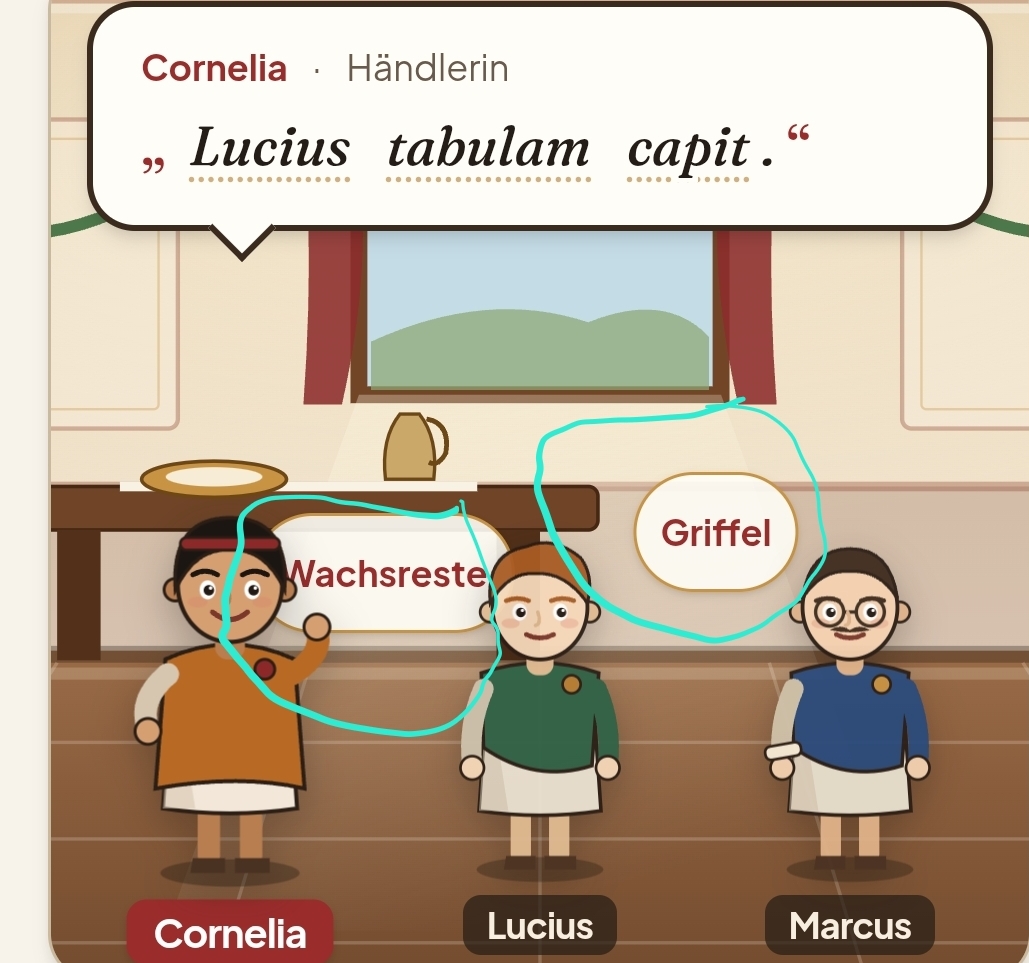 Cornelia · Händlerin
„ Lucius tabulam capit . “
Griffel
Wachsreste
Cornelia
Lucius
Marcus